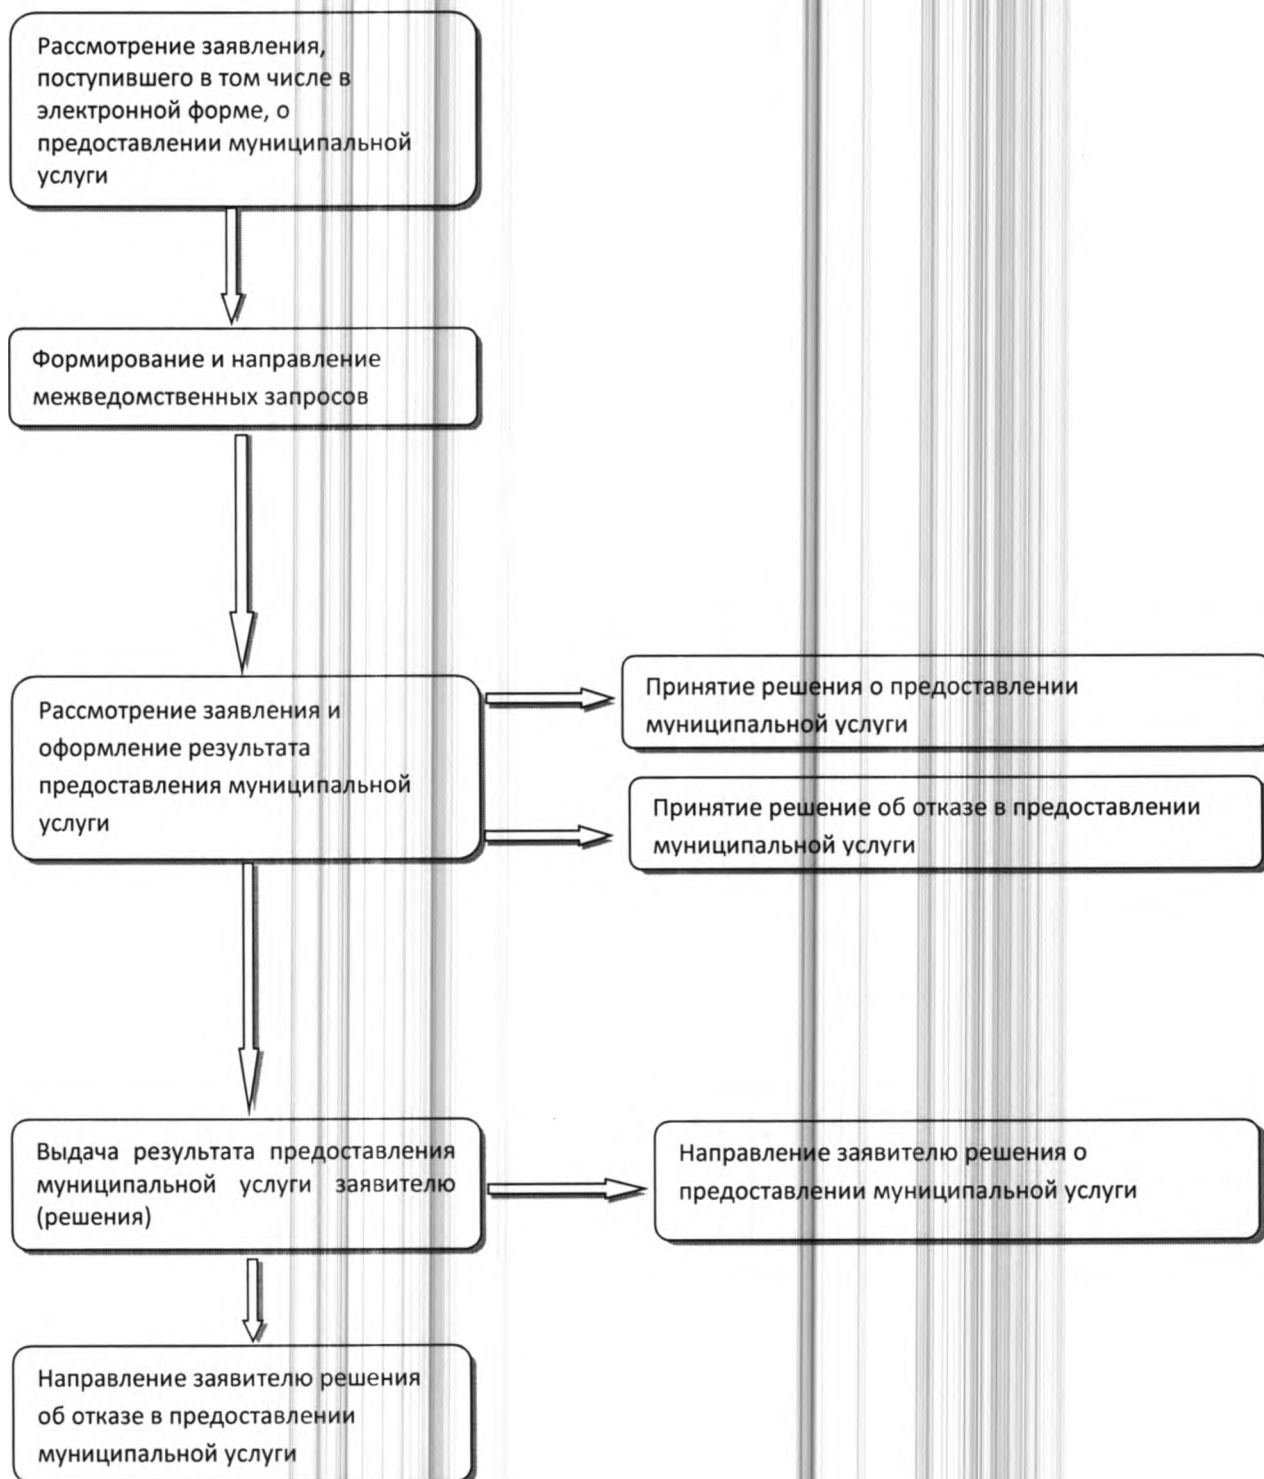 Рассмотрение заявления,
поступившего в том числе в
электронной форме, о
предоставлении муниципальной
услуги
Формирование и направление
межведомственных запросов
Рассмотрение заявления и
оформление результата
предоставления муниципальной
услуги
Принятие решения о предоставлении
муниципальной услуги
Принятие решение об отказе в предоставлении
муниципальной услуги
Выдача результата предоставления
муниципальной услуги заявителю
(решения)
Направление заявителю решения о
предоставлении муниципальной услуги
Направление заявителю решения
об отказе в предоставлении
муниципальной услуги